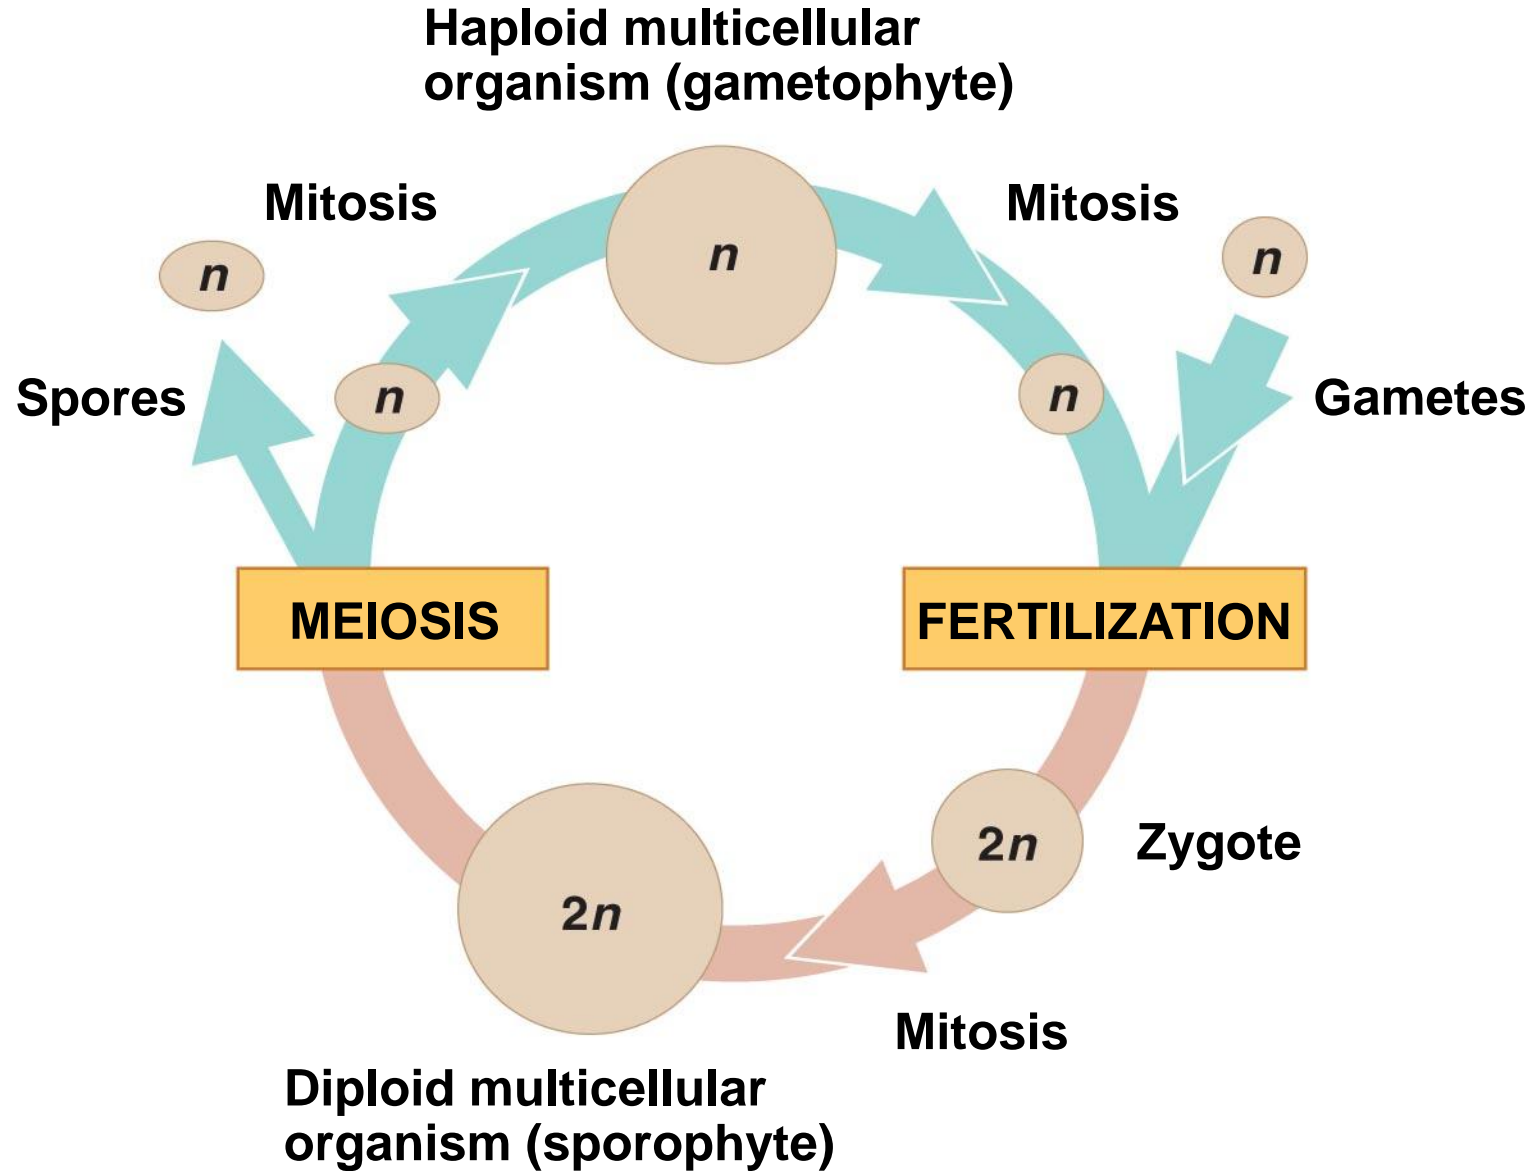 Haploid multicellular
organism (gametophyte)
Mitosis
Mitosis
n
n
n
Spores
n
n
Gametes
MEIOSIS
FERTILIZATION
2n
Zygote
2n
Mitosis
Diploid multicellular
organism (sporophyte)